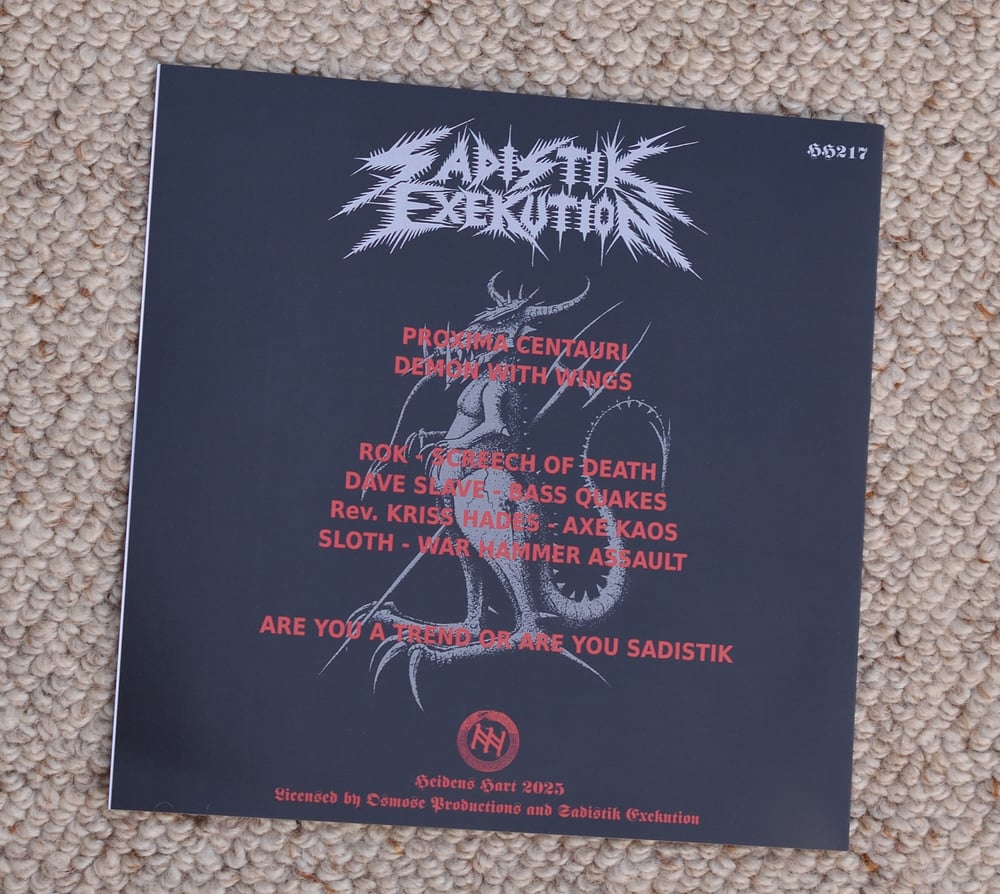 SADISTIK
EXEKUTION
HH217
PROXIMA CENTAURI
DEMON WITH WINGS
ROK - SCREECH OF DEATH
DAVE SLAVE - BASS QUAKES
Rev. KRISS HADES - AXE KAOS
SLOTH - WAR HAMMER ASSAULT
ARE YOU A TREND OR ARE YOU SADISTIK
HH
Heidens Hart 2025
Licensed by Osmose Productions and Sadistik Exekution